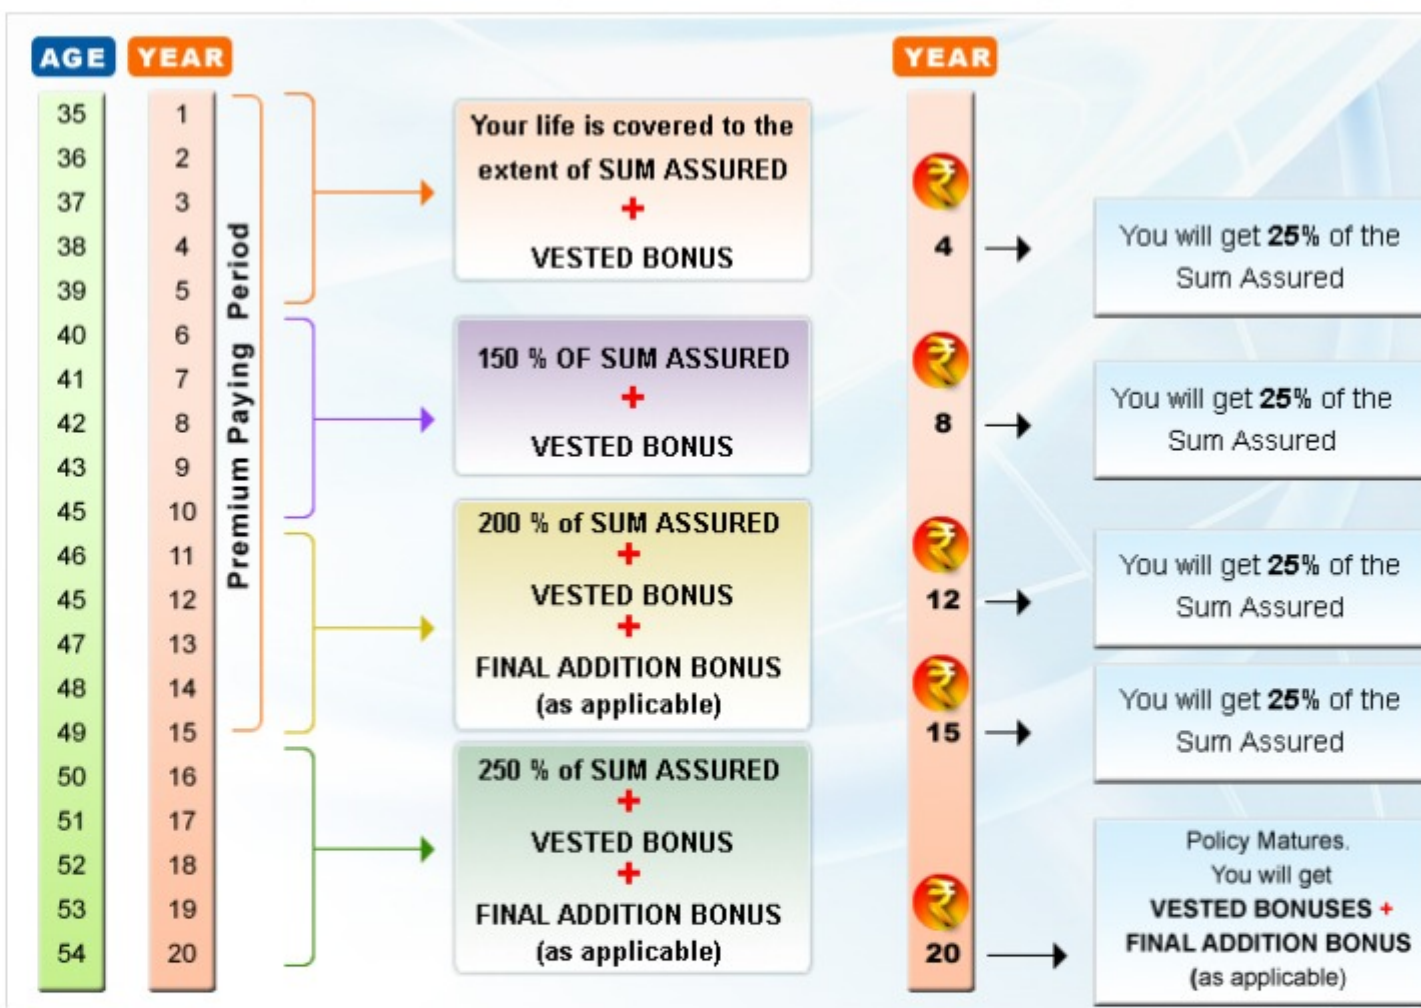 AGE YEAR
35 1
36 2
37 3
38 4
39 5
40 6
41 7
42 8
43 9
45 10
46 11
45 12
47 13
48 14
49 15
50 16
51 17
52 18
53 19
54 20
Premium Paying Period
Your life is covered to the
extent of SUM ASSURED
+
VESTED BONUS
150 % OF SUM ASSURED
+
VESTED BONUS
200 % of SUM ASSURED
+
VESTED BONUS
+
FINAL ADDITION BONUS
(as applicable)
250 % of SUM ASSURED
+
VESTED BONUS
+
FINAL ADDITION BONUS
(as applicable)
YEAR
₹
4
You will get 25% of the
Sum Assured
₹
8
You will get 25% of the
Sum Assured
₹
12
You will get 25% of the
Sum Assured
₹
15
You will get 25% of the
Sum Assured
₹
20
Policy Matures.
You will get
VESTED BONUSES +
FINAL ADDITION BONUS
(as applicable)